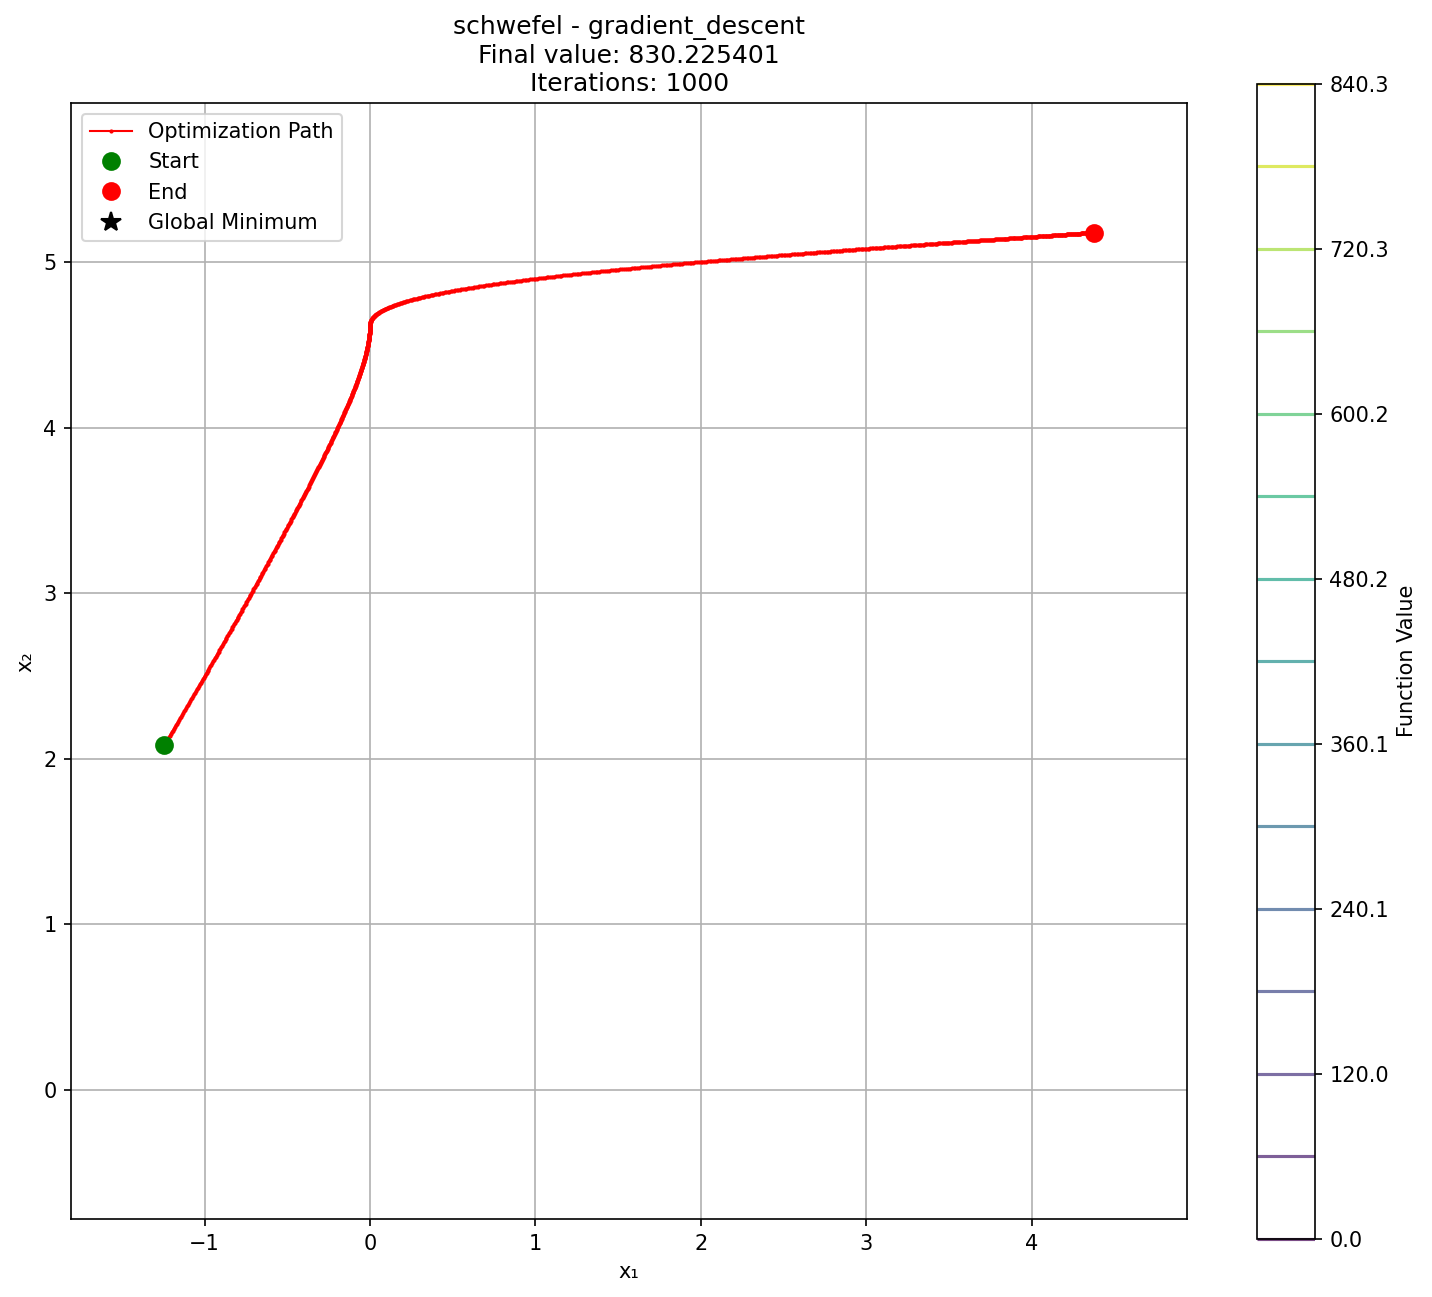 schwefel - gradient_descent
Final value: 830.225401
Iterations: 1000
Optimization Path
Start
End
Global Minimum
5
4
3
2
1
0
x₂
−1
0
1
2
3
4
x₁
840.3
720.3
600.2
480.2
360.1
240.1
120.0
0.0
Function Value